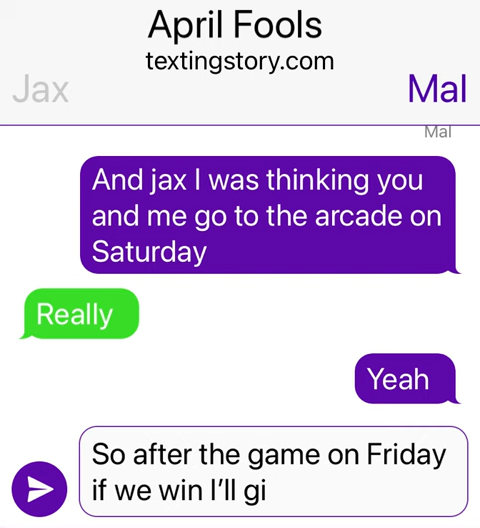 April Fools
textingstory.com
Jax
Mal
Mal
And jax I was thinking you
and me go to the arcade on
Saturday
Really
Yeah
So after the game on Friday
if we win I’ll gi